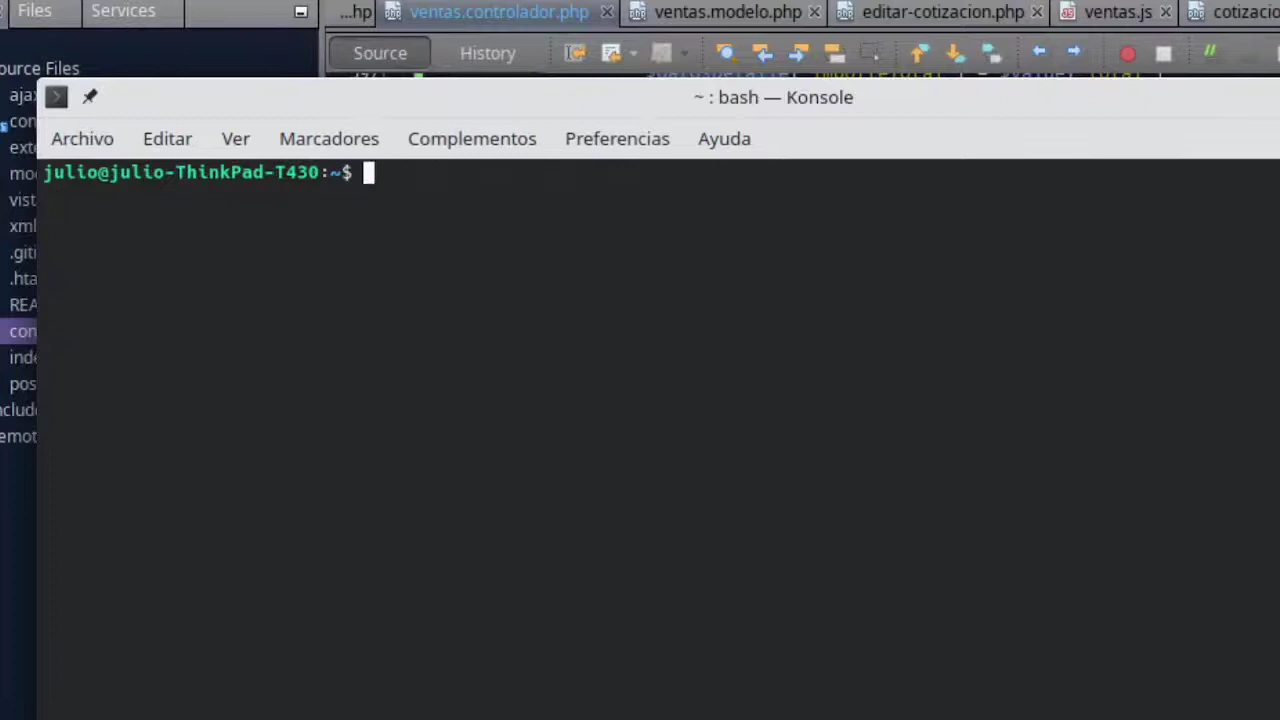 Files
Services
...hp
ventas.controlador.php
ventas.modelo.php
editar-cotizacion.php
ventas.js
cotizacio
Source
History
ource Files
~ : bash — Konsole
Archivo
Editar
Ver
Marcadores
Complementos
Preferencias
Ayuda
julio@julio-ThinkPad-T430:~$
aja
con
exte
mod
vist
xml
.giti
.hta
REA
con
inde
pos
nclud
emot